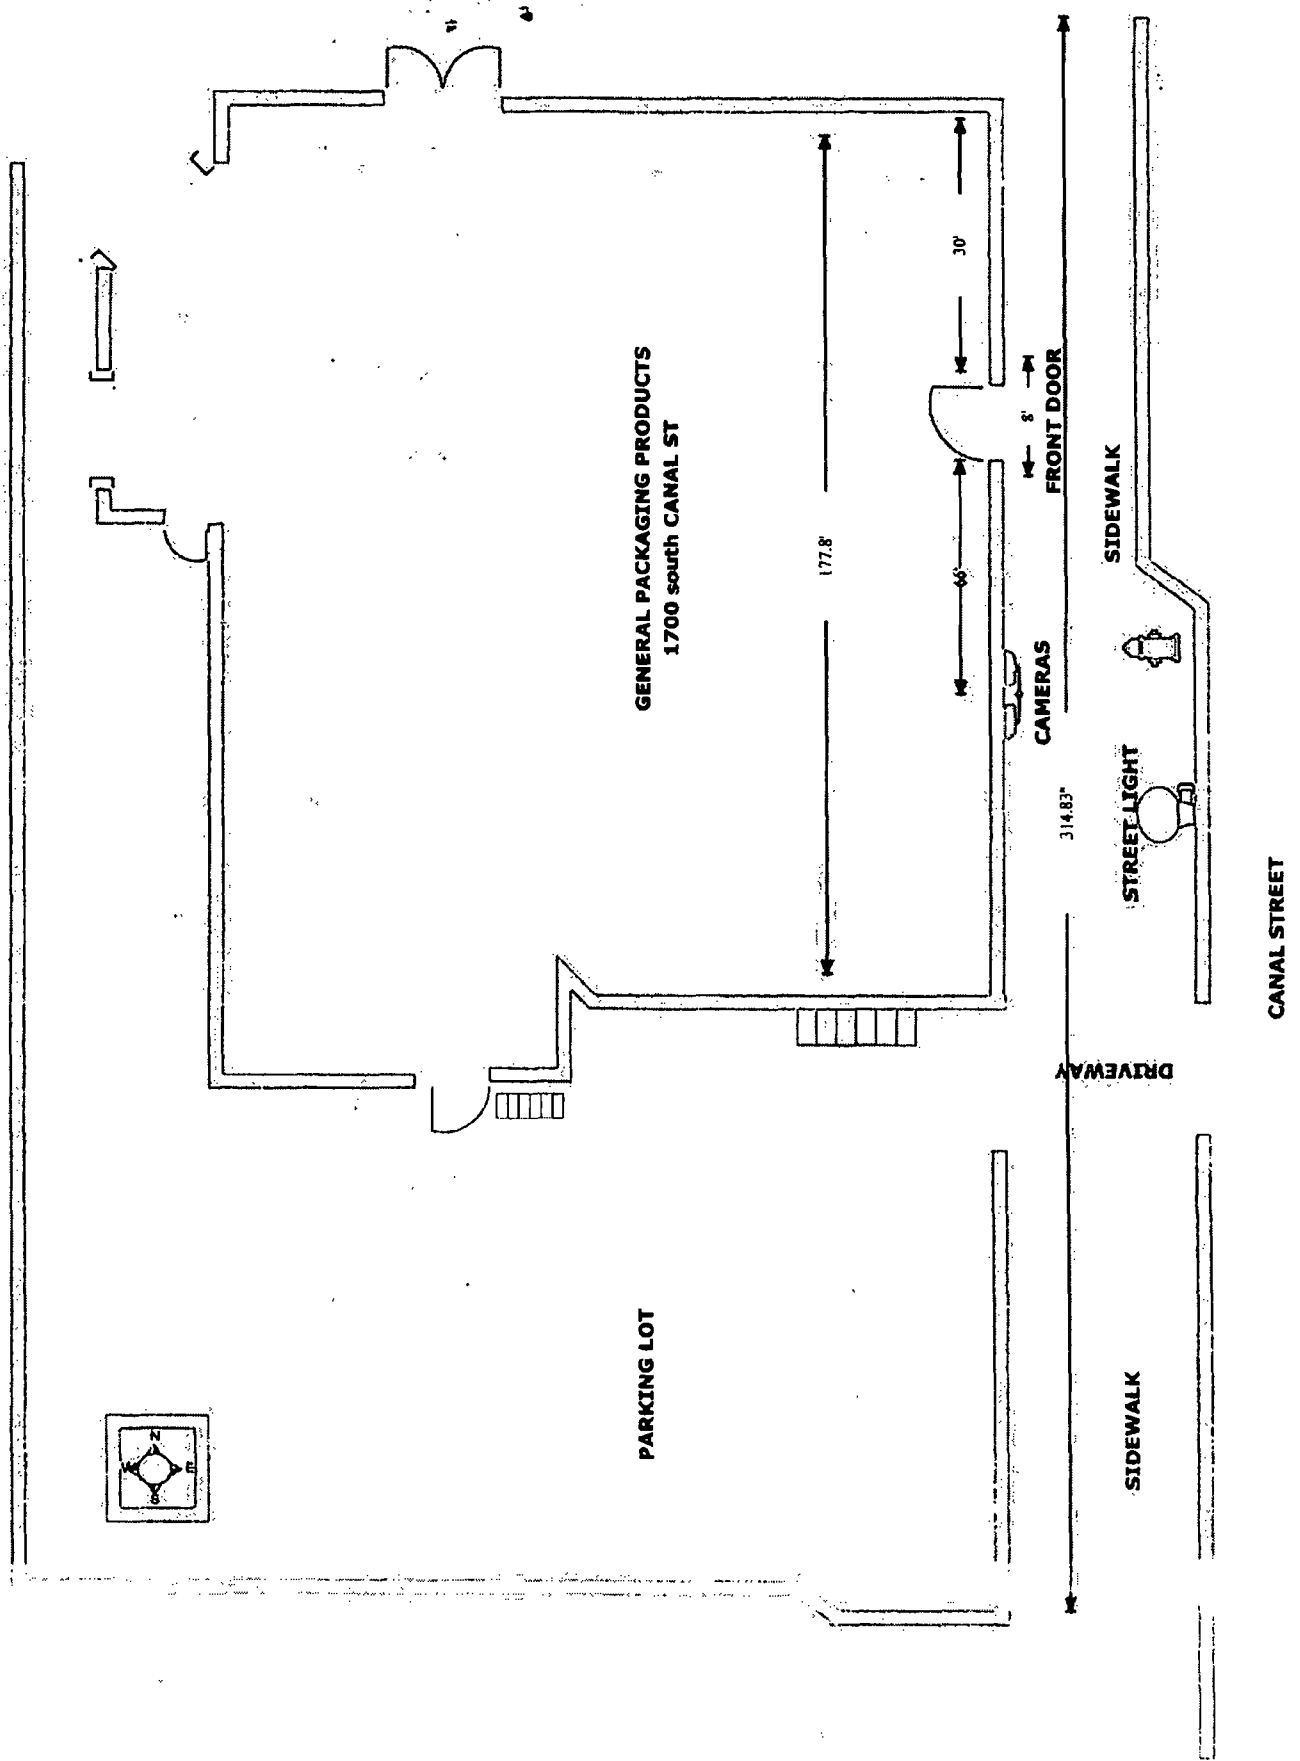 GENERAL PACKAGING PRODUCTS
1700 south CANAL ST
177.8'
30'
8'
66'
FRONT DOOR
CAMERAS
314.83"
SIDEWALK
STREET LIGHT
CANAL STREET
DRIVEWAY
PARKING LOT
SIDEWALK
N
W
E
S